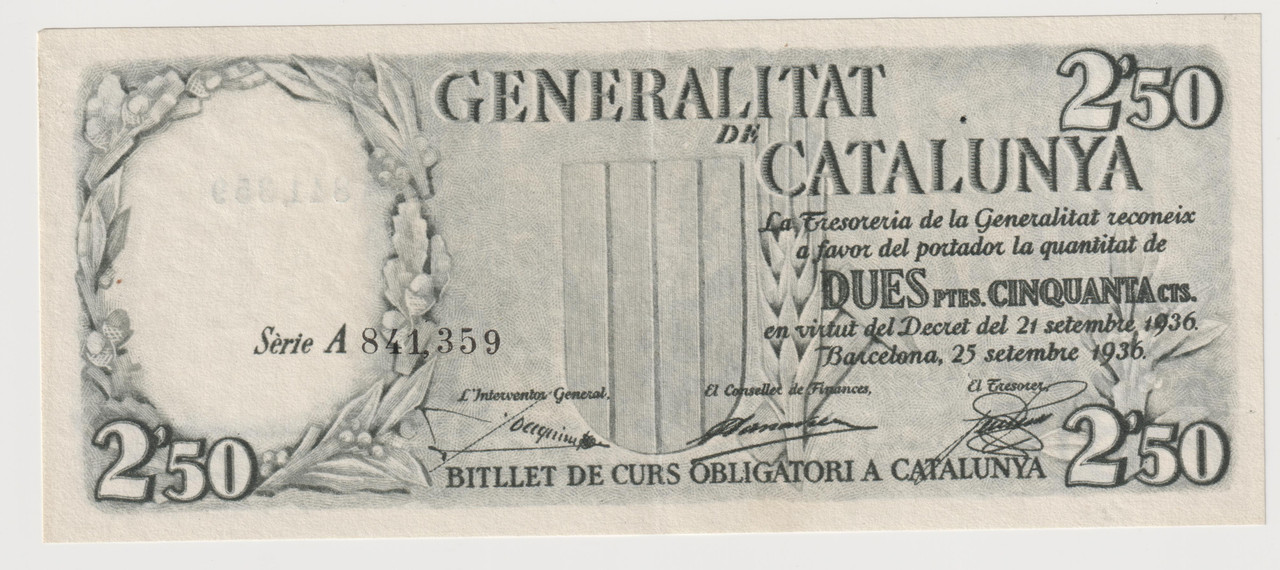 GENERALITAT
DE
CATALUNYA
2'50
La Tresoreria de la Generalitat reconeix
a favor del portador la quantitat de
DUES PTES. CINQUANTA CTS.
en virtut del Decret del 21 setembre 1936.
Barcelona, 25 setembre 1936.
Sèrie A 841,359
L'Interventor General,
El Conseller de Finances,
El Tresorer,
2'50
BITLLET DE CURS OBLIGATORI A CATALUNYA
2'50